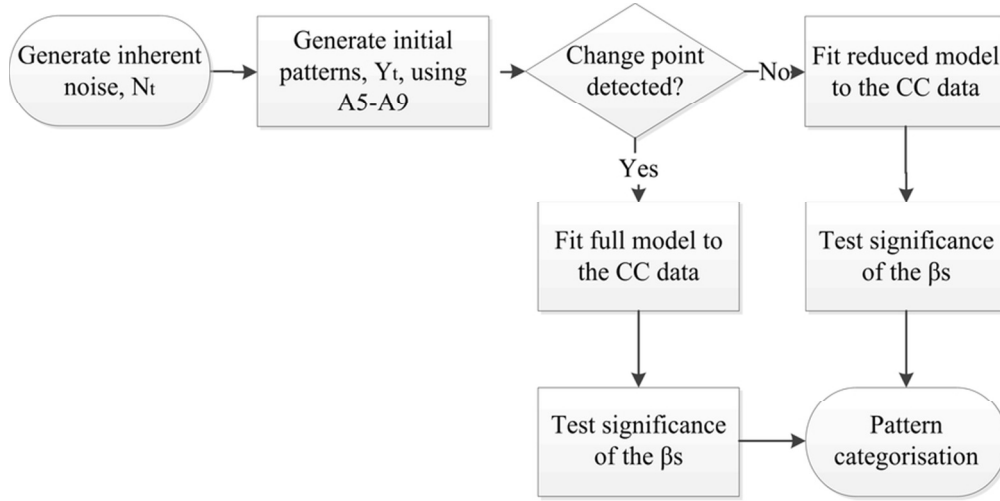 Generate inherent
noise, Nt
Generate initial
patterns, Yt, using
A5-A9
Change point
detected?
No
Fit reduced model
to the CC data
Yes
Fit full model to
the CC data
Test significance
of the βs
Test significance
of the βs
Pattern
categorisation